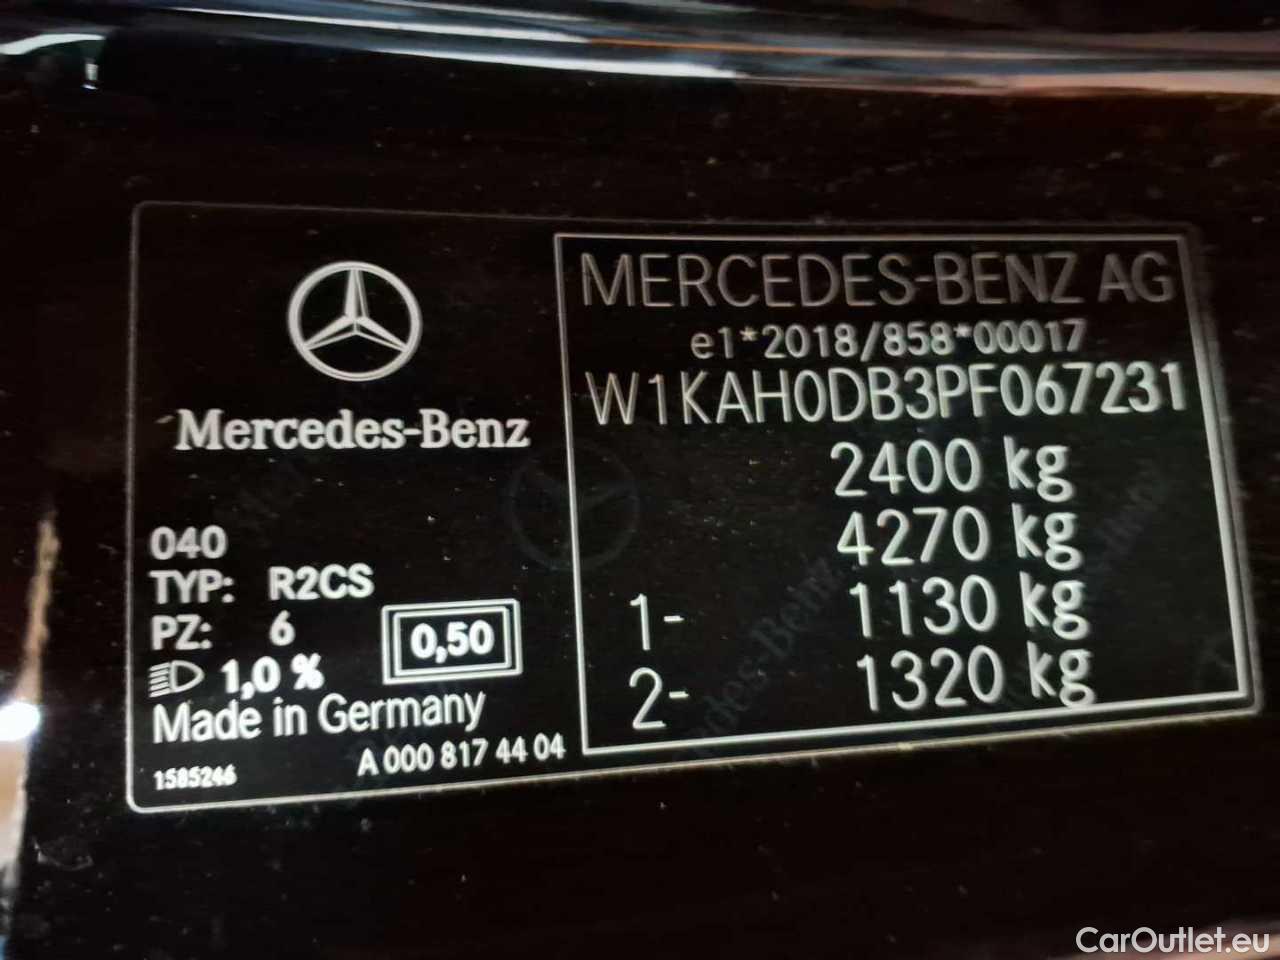 Mercedes-Benz
040
TYP: R2CS
PZ: 6
0,50
1,0 %
Made in Germany
1585246
A 000 817 44 04
MERCEDES-BENZ AG
e1*2018/858*00017
W1KAH0DB3PF067231
2400 kg
4270 kg
1- 1130 kg
2- 1320 kg
CarOutlet.eu